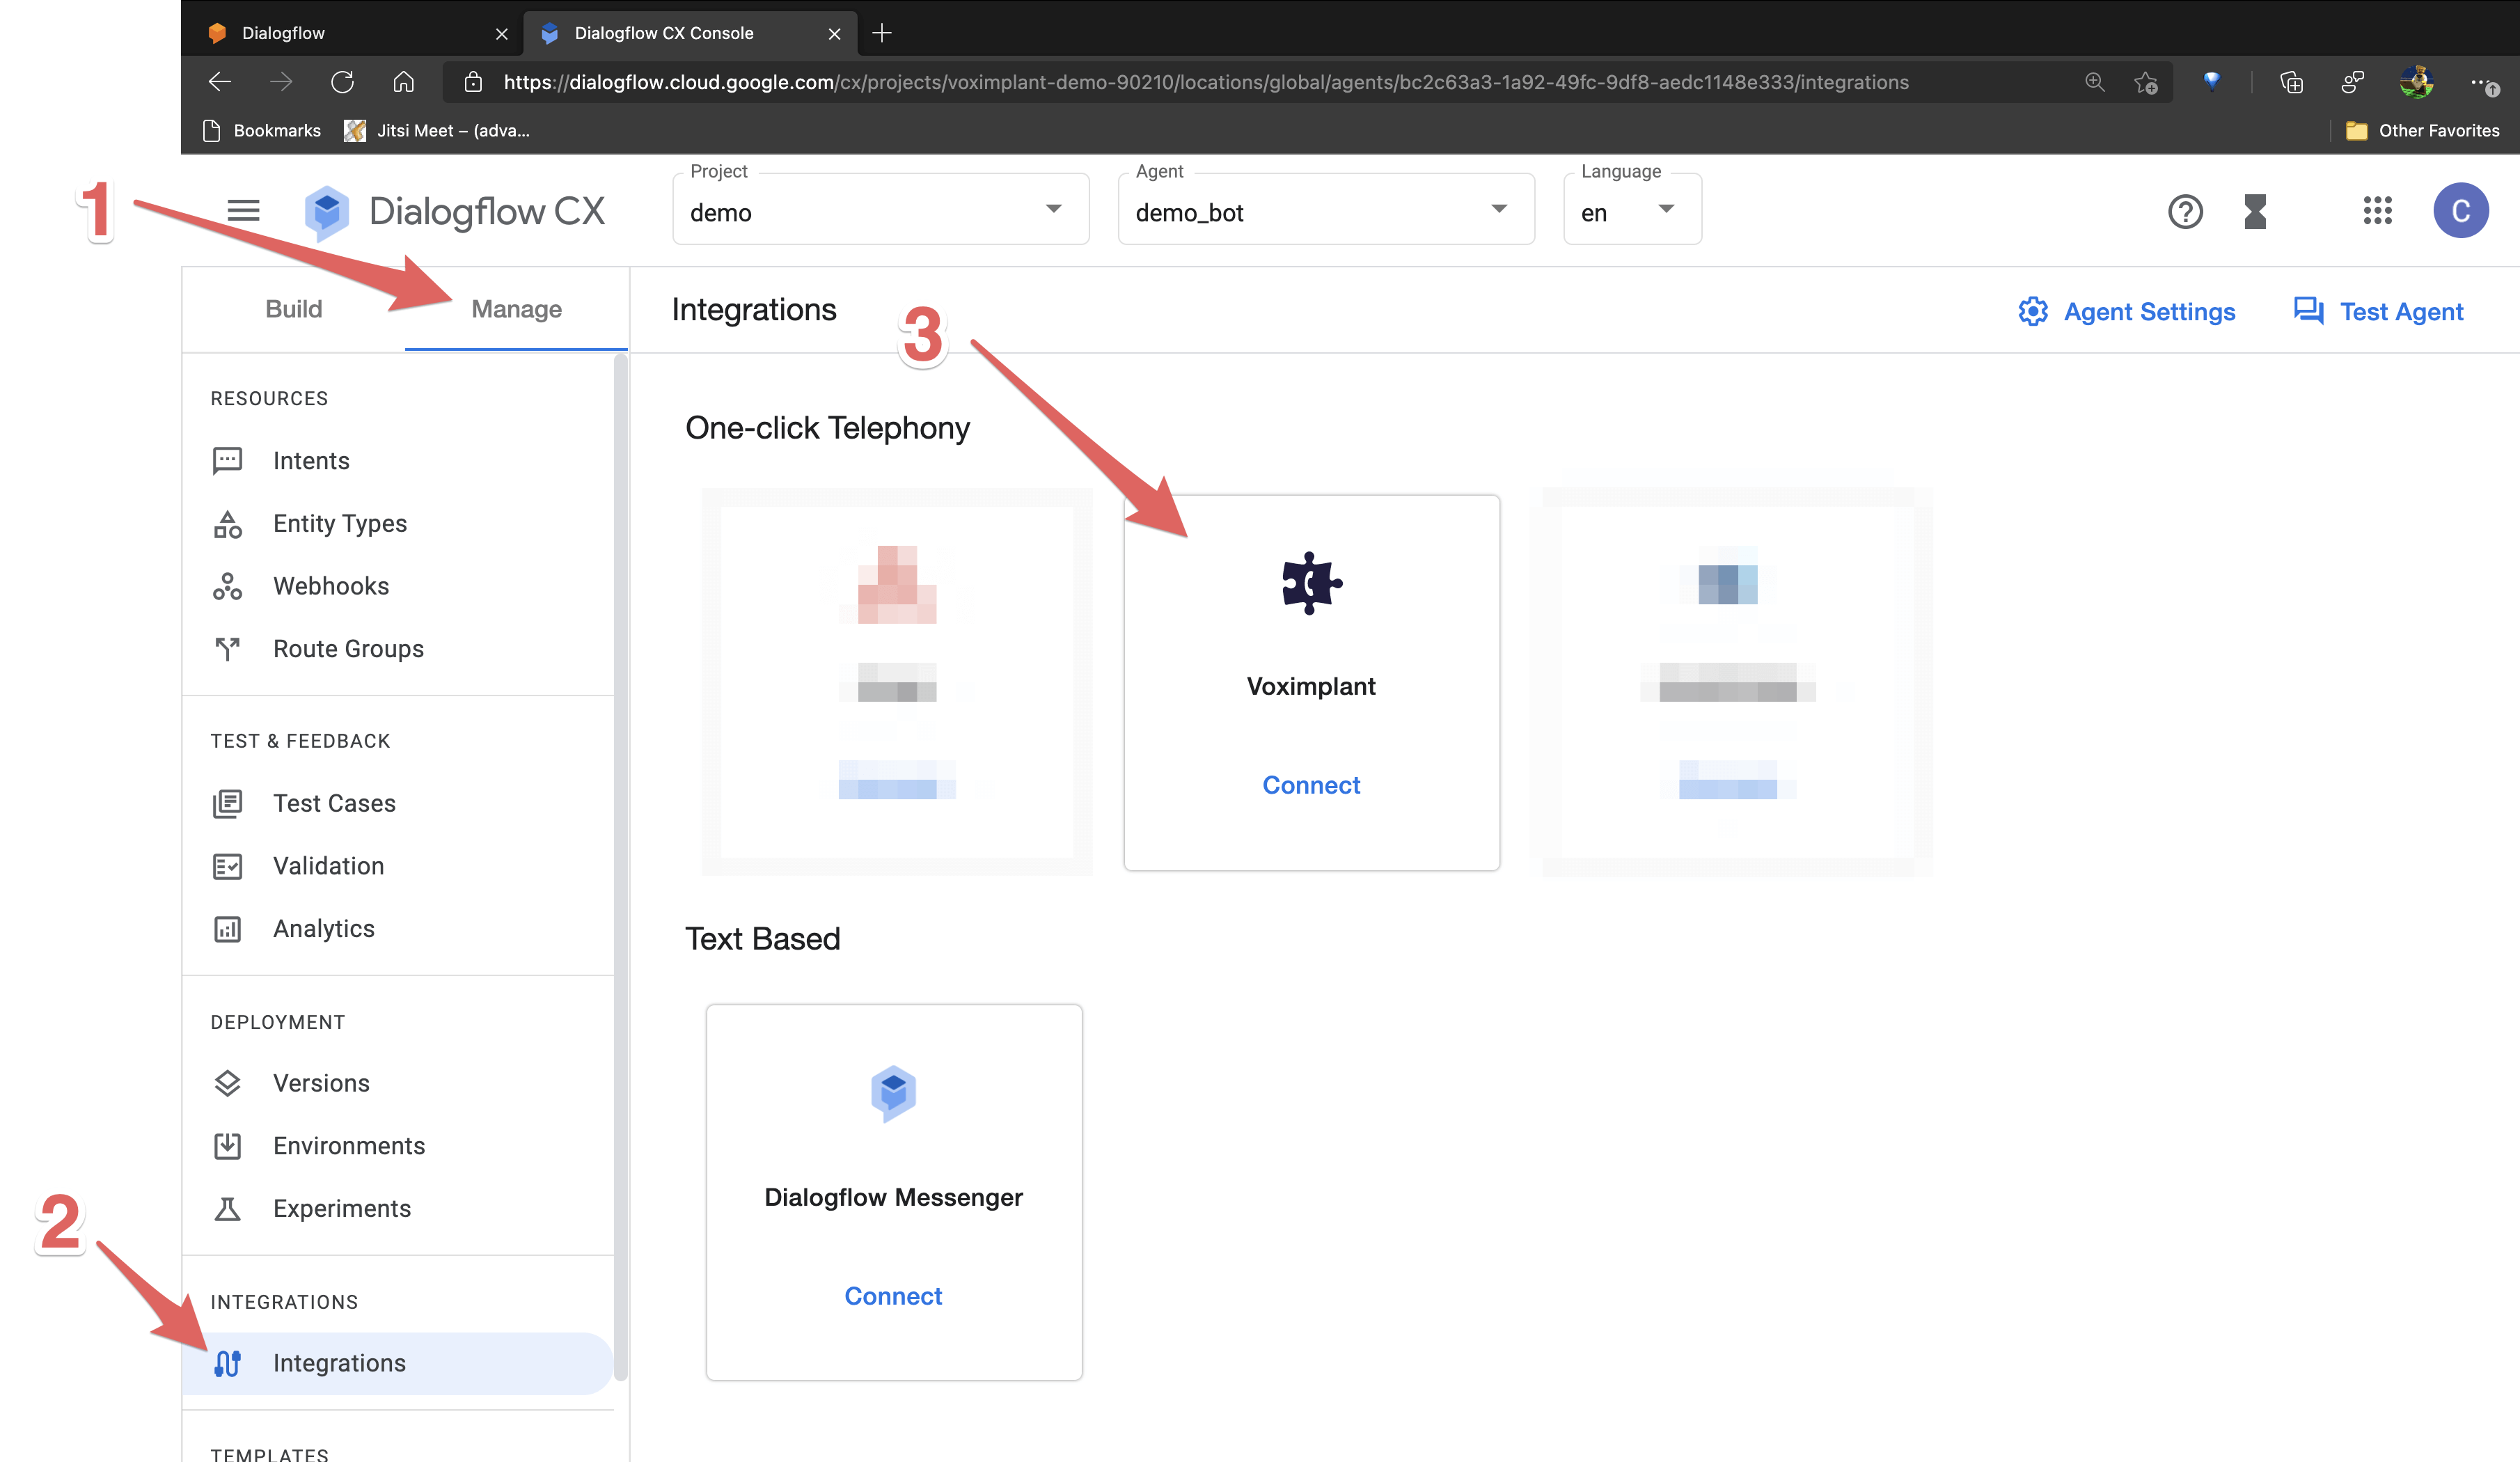 Dialogflow
Dialogflow CX Console
https://dialogflow.cloud.google.com/cx/projects/voximplant-demo-90210/locations/global/agents/bc2c63a3-1a92-49fc-9df8-aedc1148e333/integrations
Bookmarks
Jitsi Meet – (adva...
Other Favorites
1
Dialogflow CX
Project
demo
Agent
demo_bot
Language
en
C
Build
Manage
Integrations
3
Agent Settings
Test Agent
RESOURCES
Intents
Entity Types
Webhooks
Route Groups
TEST & FEEDBACK
Test Cases
Validation
Analytics
DEPLOYMENT
Versions
Environments
Experiments
2
INTEGRATIONS
Integrations
TEMPLATES
One-click Telephony
Voximplant
Connect
Text Based
Dialogflow Messenger
Connect